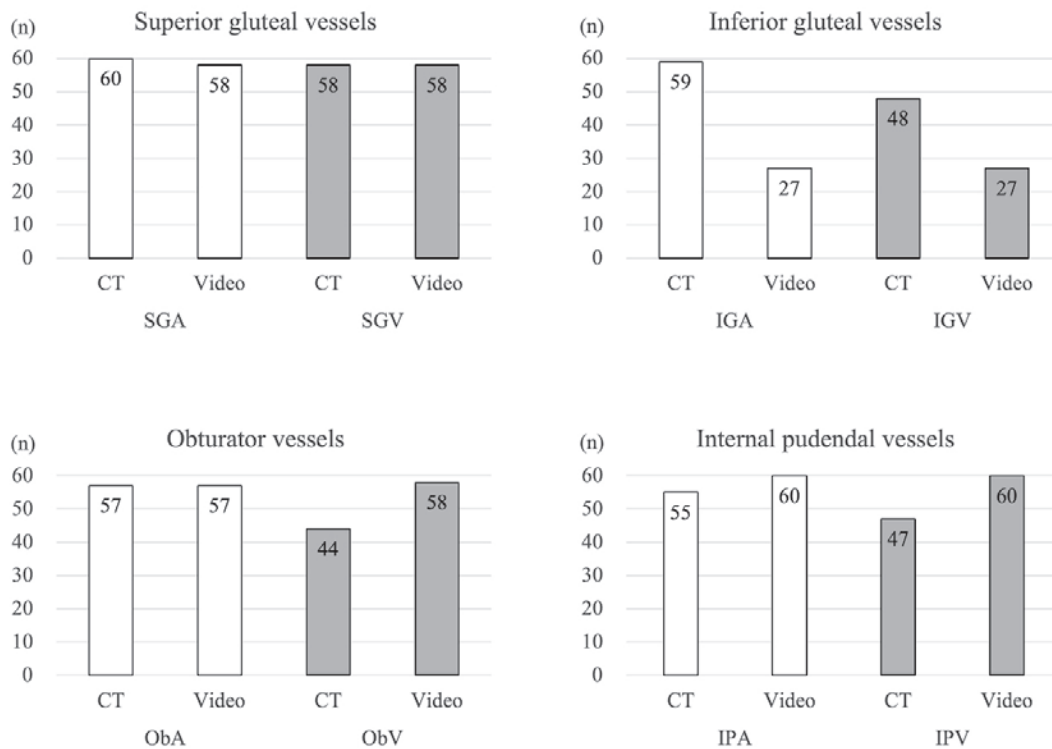 (n) Superior gluteal vessels
60
50
40
30
20
10
0
60 58 58 58
CT Video CT Video
SGA SGV
(n) Inferior gluteal vessels
60
50
40
30
20
10
0
59 27 48 27
CT Video CT Video
IGA IGV
(n) Obturator vessels
60
50
40
30
20
10
0
57 57 44 58
CT Video CT Video
ObA ObV
(n) Internal pudendal vessels
60
50
40
30
20
10
0
55 60 47 60
CT Video CT Video
IPA IPV